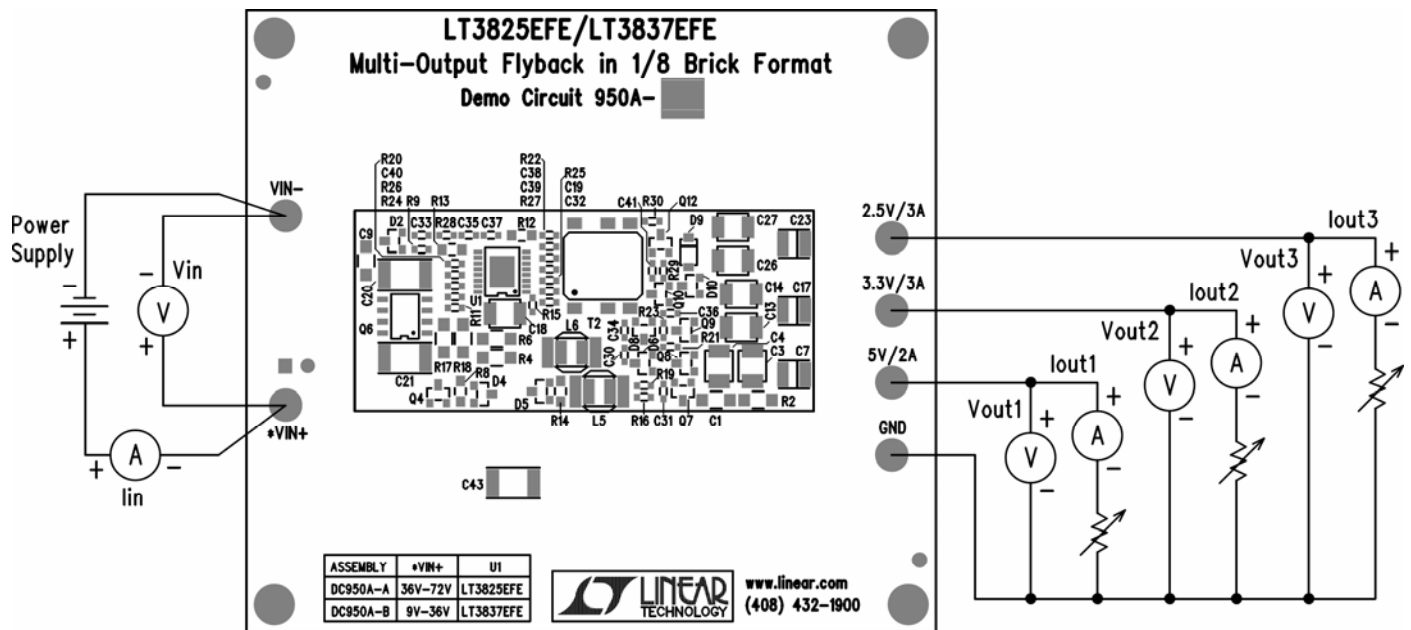 LT3825EFE/LT3837EFE
Multi-Output Flyback in 1/8 Brick Format
Demo Circuit 950A-
R20
C40
R26
R24 R9 R13
R22
C38
C39
R27
R25
C19
C32
C41 R30 Q12
D2 C33 R28 C35 C37 R12
D9 C27 C23
C9
C20
Q6
C21
U1
R11
C18
R15
R6
R4
R17 R18 R8
Q4
D4
D5
R14
L6
T2
L5
R29
Q10
D10
C26
C14
C17
C13
C36
R23
C34
D8
D6
Q9
R21
Q8
C30
C4
C3
C7
R19
R16 C31 Q7 C1
R2
C43
VIN-
*VIN+
Power
Supply
-
+
-
Vin
V
+
+
A
-
Iin
2.5V/3A
3.3V/3A
5V/2A
GND
Iout3
+
A
-
Vout3
+
V
-
Iout2
+
A
-
Vout2
+
V
-
Iout1
+
A
-
Vout1
+
V
-
ASSEMBLY *VIN+ U1
DC950A-A 36V-72V LT3825EFE
DC950A-B 9V-36V LT3837EFE
LT LINEAR
TECHNOLOGY
www.linear.com
(408) 432-1900